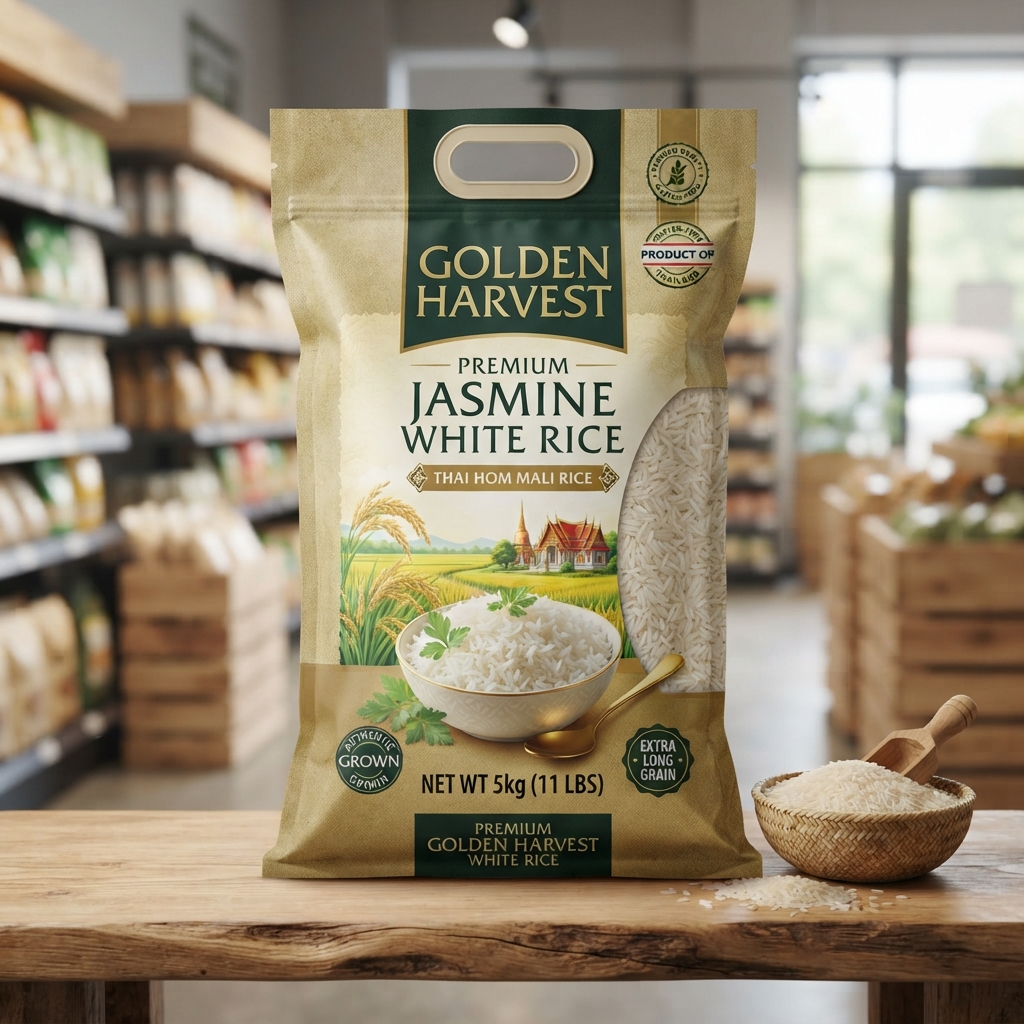 GOLDEN
HARVEST
PRODUCT OF
PREMIUM
JASMINE
WHITE RICE
THAI HOM MALI RICE
GROWN
EXTRA
LONG
GRAIN
NET WT 5kg (11 LBS)
PREMIUM
GOLDEN HARVEST
WHITE RICE